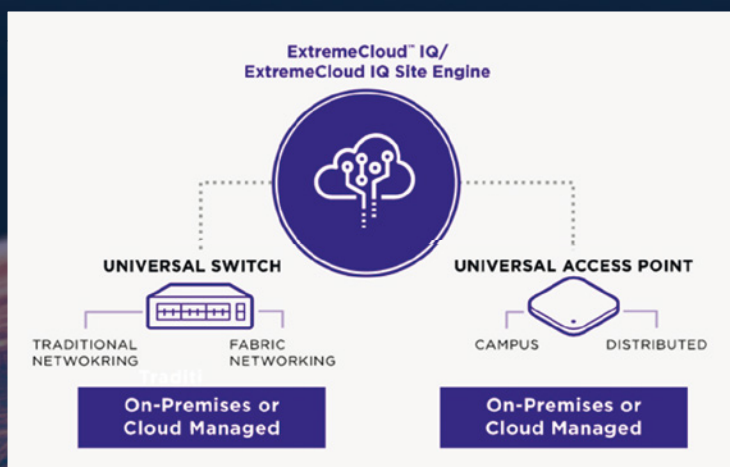 ExtremeCloud™ IQ/
ExtremeCloud IQ Site Engine
UNIVERSAL SWITCH
TRADITIONAL
NETWOKRING
FABRIC
NETWORKING
Traditi
On-Premises or
Cloud Managed
UNIVERSAL ACCESS POINT
CAMPUS
DISTRIBUTED
On-Premises or
Cloud Managed